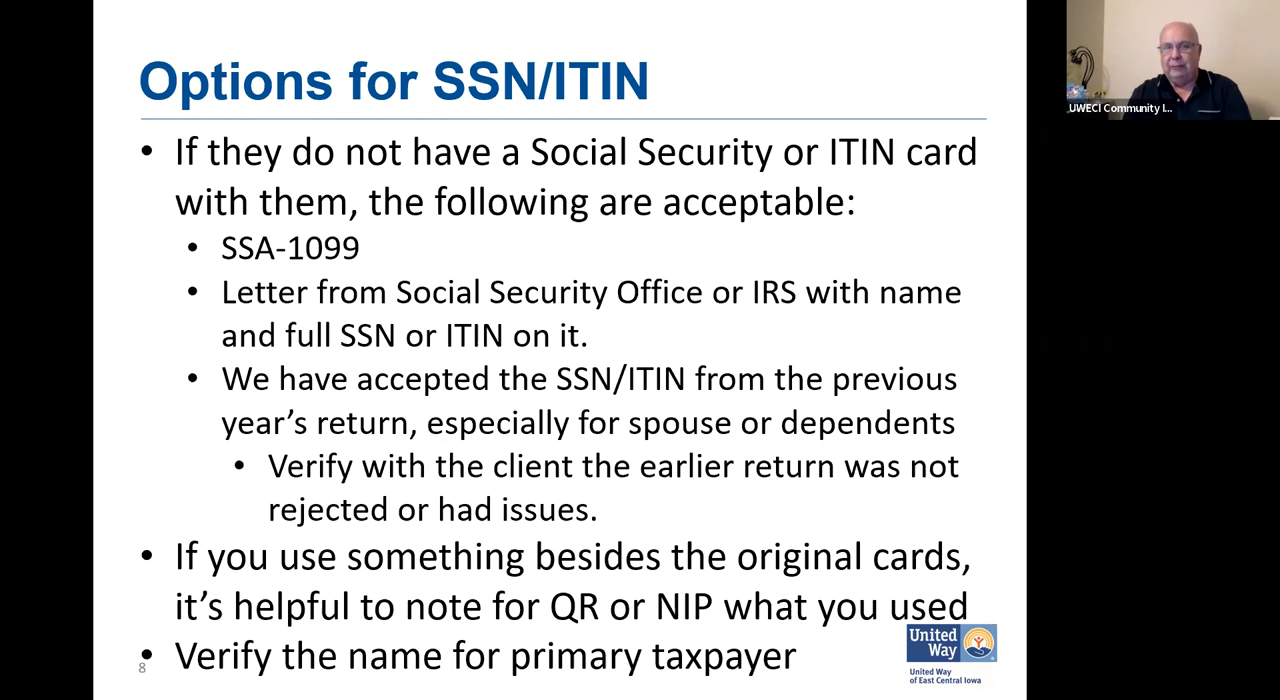 Options for SSN/ITIN
• If they do not have a Social Security or ITIN card
with them, the following are acceptable:
• SSA-1099
• Letter from Social Security Office or IRS with name
and full SSN or ITIN on it.
• We have accepted the SSN/ITIN from the previous
year’s return, especially for spouse or dependents
• Verify with the client the earlier return was not
rejected or had issues.
• If you use something besides the original cards,
it’s helpful to note for QR or NIP what you used
• Verify the name for primary taxpayer
8
United
Way
United Way
of East Central Iowa
UWECI Community I...